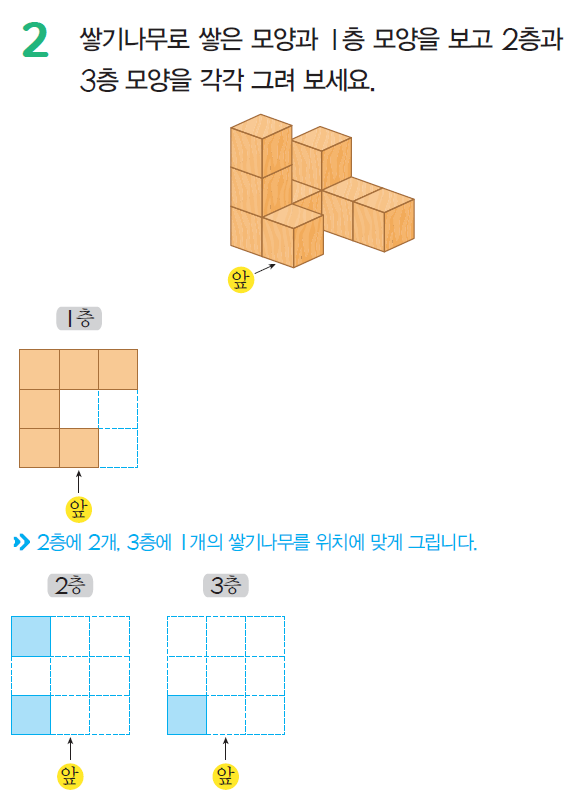 2 쌓기나무로 쌓은 모양과 1층 모양을 보고 2층과
3층 모양을 각각 그려 보세요.
앞
1층
앞
» 2층에 2개, 3층에 1개의 쌓기나무를 위치에 맞게 그립니다.
2층 3층
앞 앞